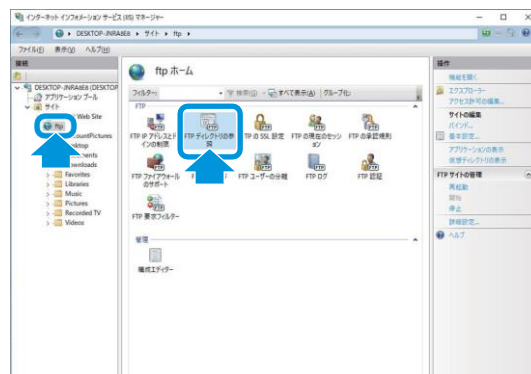 インターネット インフォメーション サービス (IIS) マネージャー
DESKTOP-JNRA8E8 ▸ サイト ▸ ftp ▸
ファイル(F) 表示(V) ヘルプ(H)
接続
DESKTOP-JNRA8E8 (DESKTOP
アプリケーション プール
サイト
Web Site
ftp
ountPictures
sktop
ments
wnloads
Favorites
Libraries
Music
Pictures
Recorded TV
Videos
ftp ホーム
フィルター: 検索(G) すべて表示(A) グループ化:
FTP
FTP IP アドレスとドメインの制限
FTP ディレクトリの参照
TP の SSL 設定
FTP の現在のセッション
FTP の承認規則
FTP ファイアウォールのサポート
FTP ユーザーの分離
FTP ログ
FTP 認証
FTP 要求フィルター
管理
構成エディター
操作
機能を開く
エクスプローラー
アクセス許可の編集...
サイトの編集
バインド...
基本設定...
アプリケーションの表示
仮想ディレクトリの表示
FTP サイトの管理
再起動
開始
停止
詳細設定...
ヘルプ